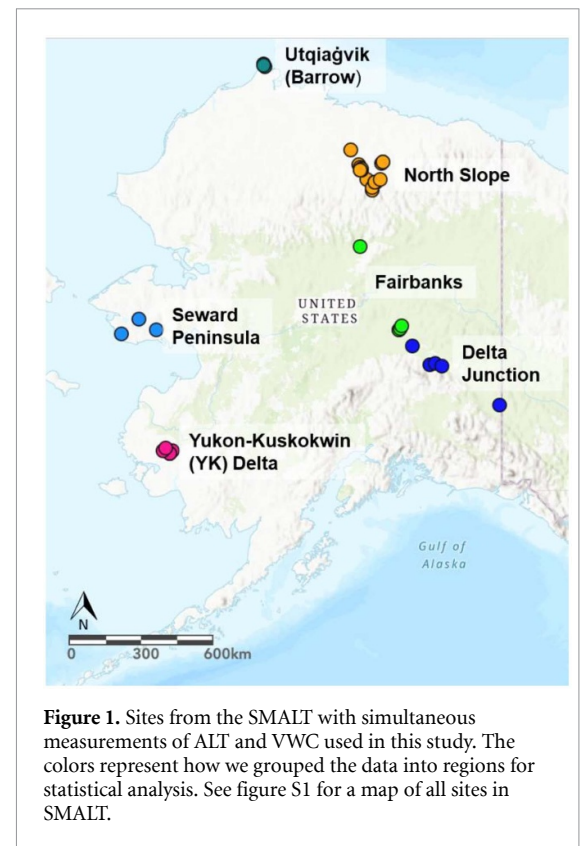 Utqiaġvik
(Barrow)
North Slope
Fairbanks
UNITED
STATES
Seward
Peninsula
Delta
Junction
Yukon-Kuskokwin
(YK) Delta
Gulf of
Alaska
N
0 300 600km
Figure 1. Sites from the SMALT with simultaneous
measurements of ALT and VWC used in this study. The
colors represent how we grouped the data into regions for
statistical analysis. See figure S1 for a map of all sites in
SMALT.